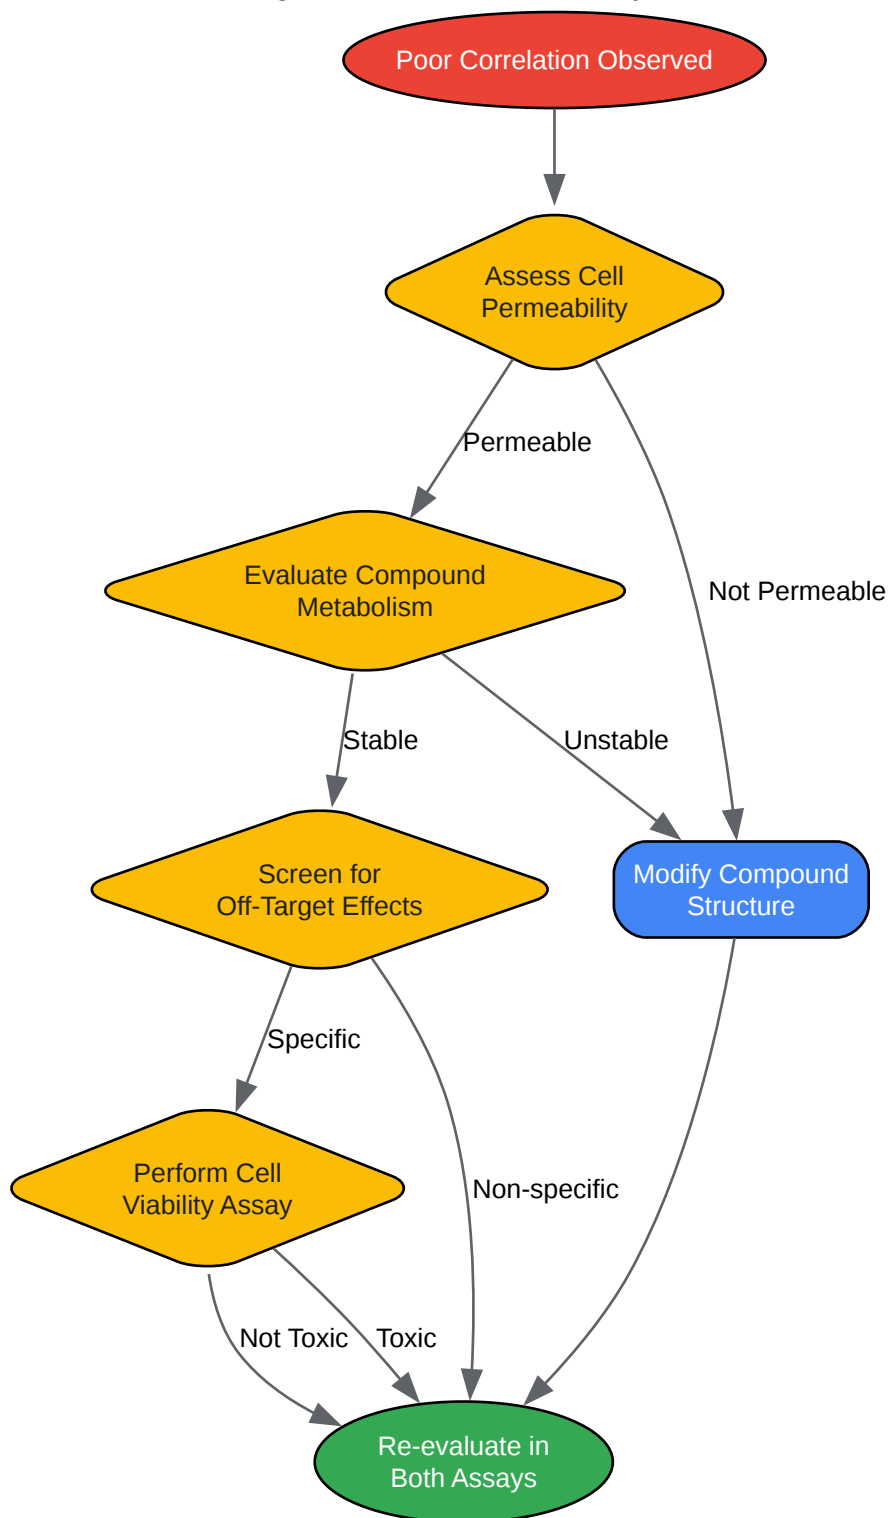 Poor Correlation Observed
Assess Cell
Permeability
Permeable
Evaluate Compound
Metabolism
Not Permeable
Stable
Unstable
Screen for
Off-Target Effects
Modify Compound
Structure
Specific
Perform Cell
Viability Assay
Non-specific
Not Toxic
Toxic
Re-evaluate in
Both Assays